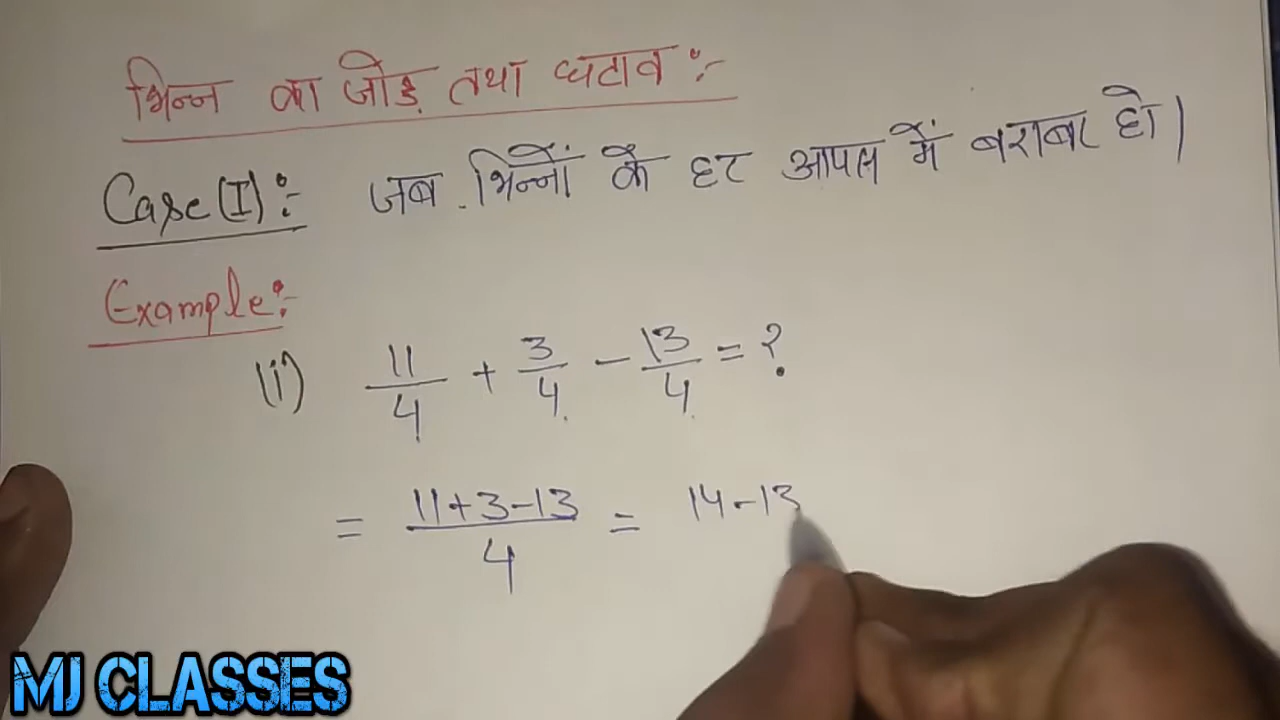 भिन्न का जोड़ तथा घटाव :-
Case (I) :- जब भिन्नों के हर आपस में बराबर हो।
Example :-
(i) 11/4 + 3/4 - 13/4 = ?
= 11+3-13/4 = 14-13
MJ CLASSES